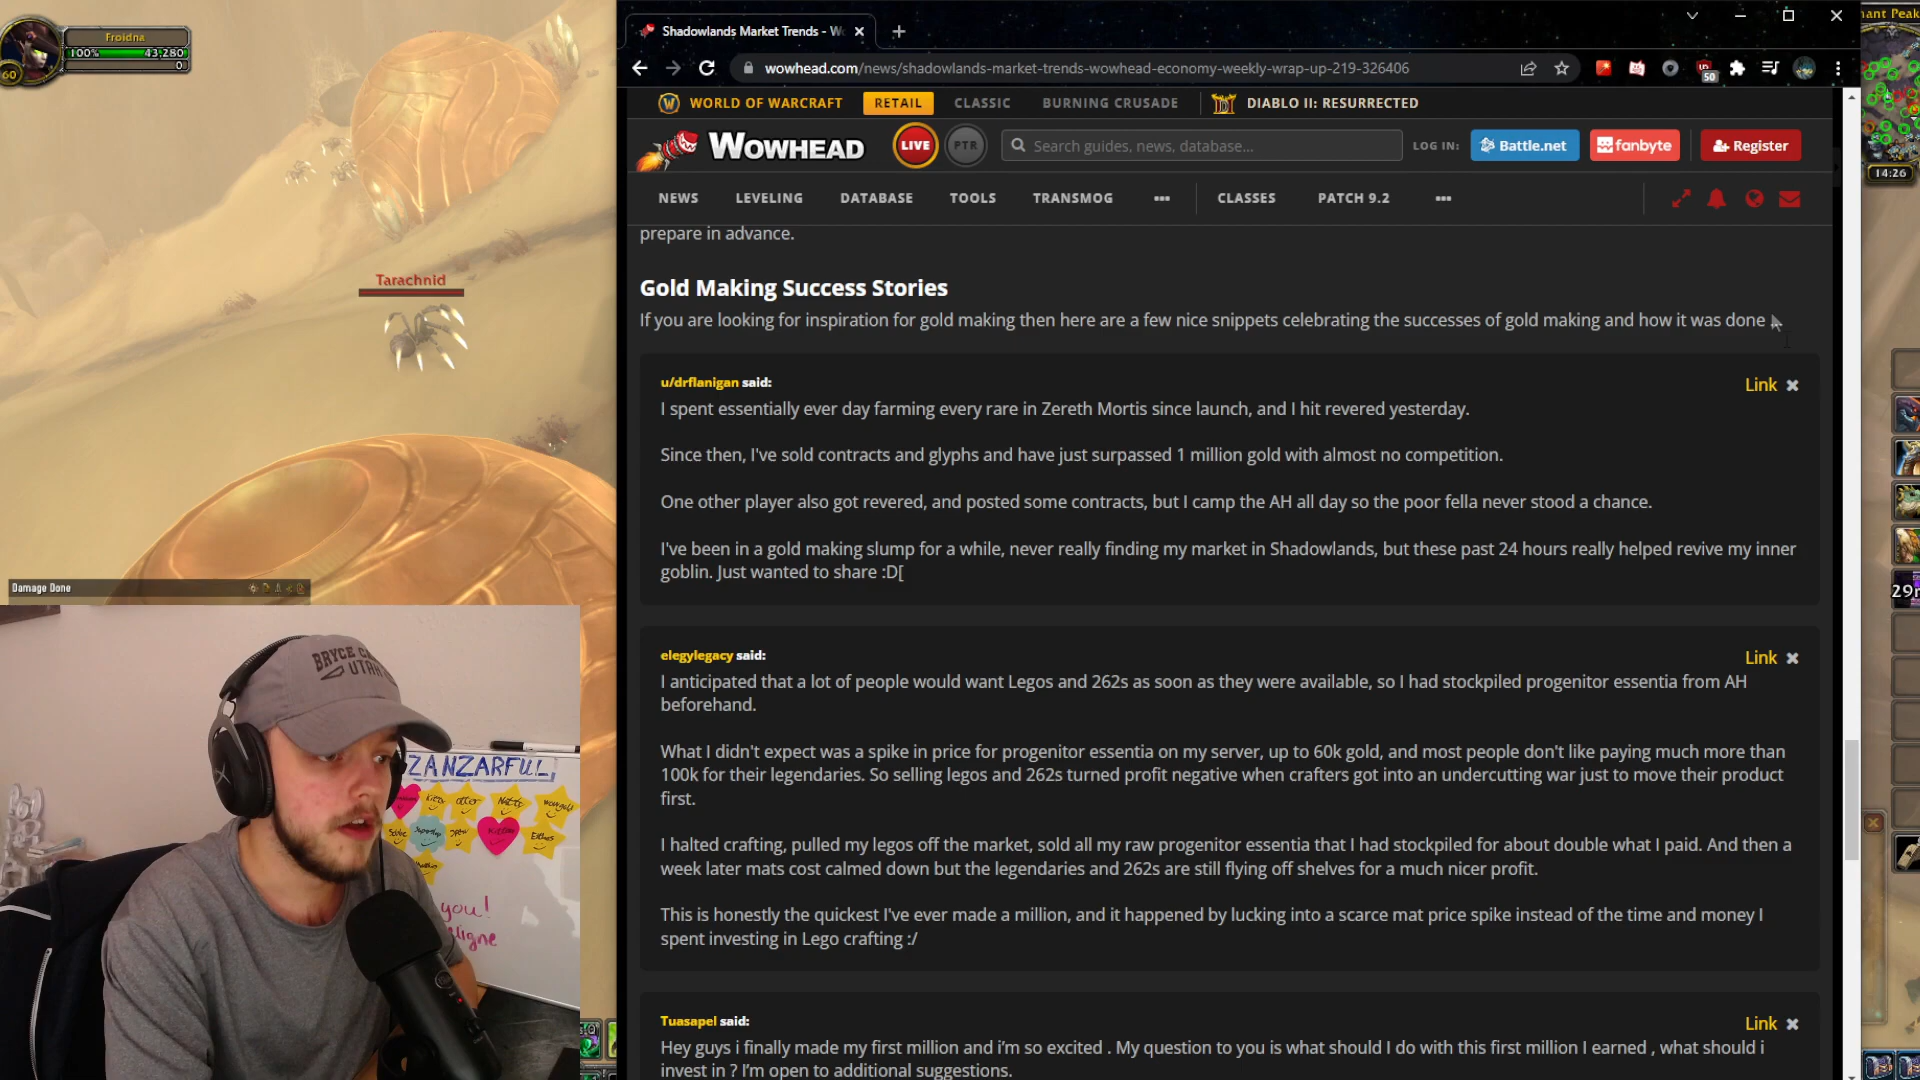 Froidna
100% 43,280
0
60
Tarachnid
Damage Done
Shadowlands Market Trends - W
wowhead.com/news/shadowlands-market-trends-wowhead-economy-weekly-wrap-up-219-326406
50
WORLD OF WARCRAFT RETAIL CLASSIC BURNING CRUSADE DIABLO II: RESURRECTED
WOWHEAD LIVE PTR Search guides, news, database... LOG IN: Battle.net fanbyte Register
NEWS LEVELING DATABASE TOOLS TRANSMOG ••• CLASSES PATCH 9.2 •••
prepare in advance.
Gold Making Success Stories
If you are looking for inspiration for gold making then here are a few nice snippets celebrating the successes of gold making and how it was done
u/drflanigan said: Link
I spent essentially ever day farming every rare in Zereth Mortis since launch, and I hit revered yesterday.
Since then, I've sold contracts and glyphs and have just surpassed 1 million gold with almost no competition.
One other player also got revered, and posted some contracts, but I camp the AH all day so the poor fella never stood a chance.
I've been in a gold making slump for a while, never really finding my market in Shadowlands, but these past 24 hours really helped revive my inner
goblin. Just wanted to share :D[
elegylegacy said: Link
I anticipated that a lot of people would want Legos and 262s as soon as they were available, so I had stockpiled progenitor essentia from AH
beforehand.
What I didn't expect was a spike in price for progenitor essentia on my server, up to 60k gold, and most people don't like paying much more than
100k for their legendaries. So selling legos and 262s turned profit negative when crafters got into an undercutting war just to move their product
first.
I halted crafting, pulled my legos off the market, sold all my raw progenitor essentia that I had stockpiled for about double what I paid. And then a
week later mats cost calmed down but the legendaries and 262s are still flying off shelves for a much nicer profit.
This is honestly the quickest I've ever made a million, and it happened by lucking into a scarce mat price spike instead of the time and money I
spent investing in Lego crafting :/
Tuasapel said: Link
Hey guys i finally made my first million and i'm so excited . My question to you is what should I do with this first million I earned , what should i
invest in ? I'm open to additional suggestions.
nant Peak
14:26
29m
BRYCE
UTAH
ZANZARFUL,
you!